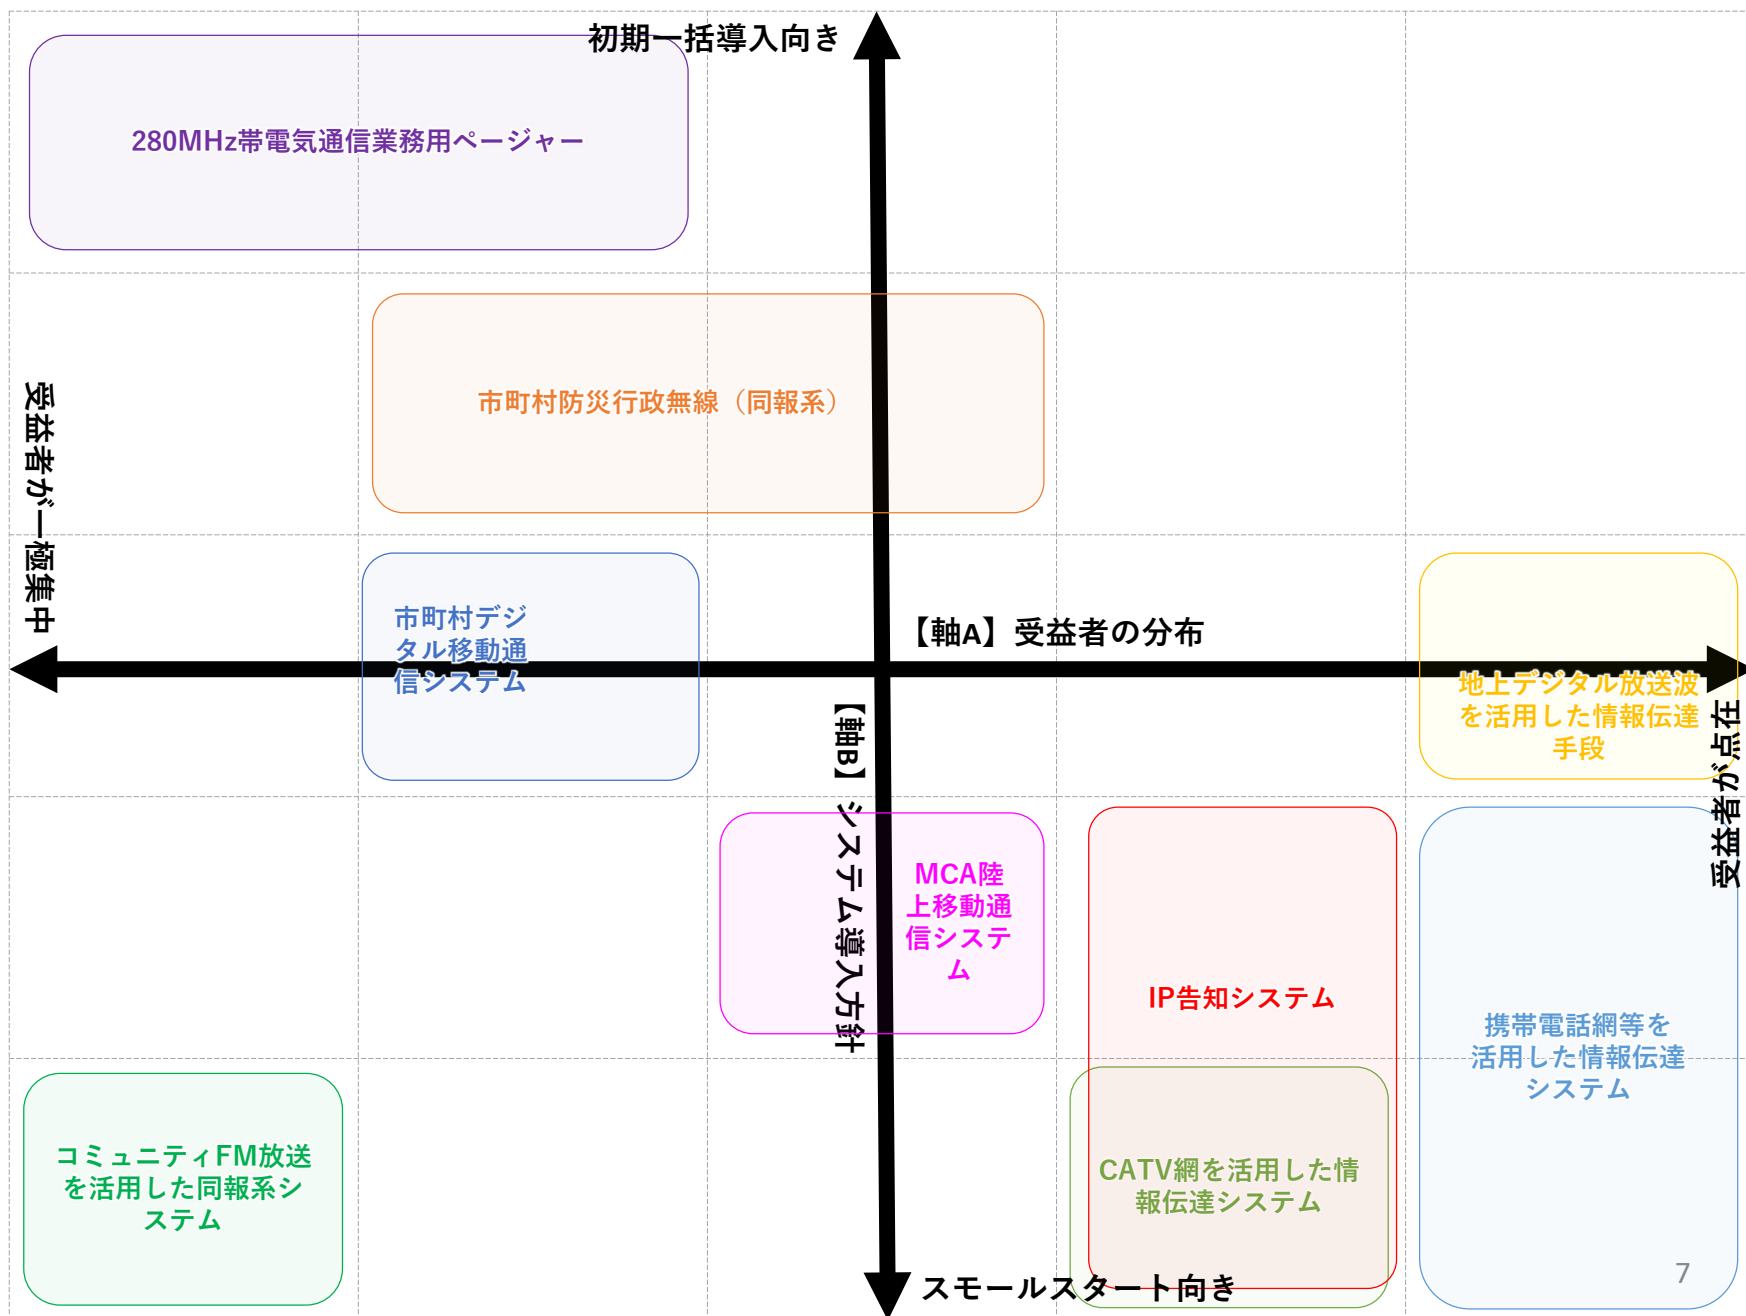 初期一括導入向き
280MHz帯電気通信業務用ページャー
市町村防災行政無線（同報系）
受益者が一極集中
市町村デジ
タル移動通
信システム
【軸A】受益者の分布
地上デジタル放送波
を活用した情報伝達
手段
受益者が点在
【軸B】システム導入方針
MCA陸
上移動通
信システ
ム
IP告知システム
携帯電話網等を
活用した情報伝達
システム
コミュニティFM放送
を活用した同報系シ
ステム
CATV網を活用した情
報伝達システム
スモールスタート向き
7